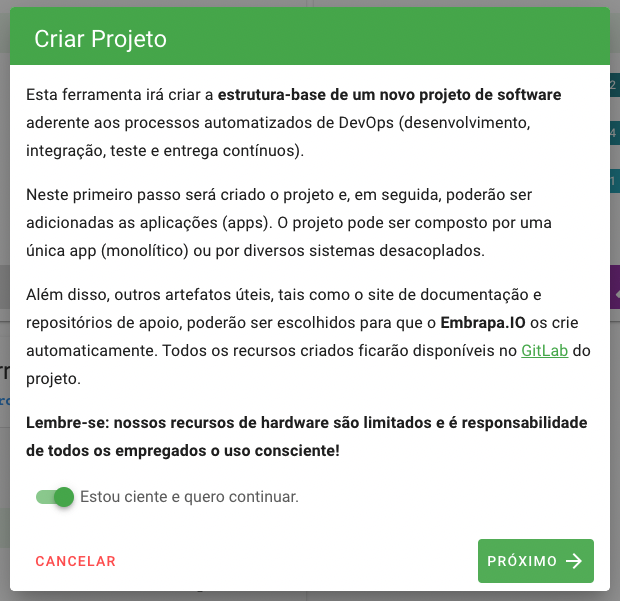 Criar Projeto
Esta ferramenta irá criar a estrutura-base de um novo projeto de software
aderente aos processos automatizados de DevOps (desenvolvimento,
integração, teste e entrega contínuos).
Neste primeiro passo será criado o projeto e, em seguida, poderão ser
adicionadas as aplicações (apps). O projeto pode ser composto por uma
única app (monolítico) ou por diversos sistemas desacoplados.
Além disso, outros artefatos úteis, tais como o site de documentação e
repositórios de apoio, poderão ser escolhidos para que o Embrapa.IO os crie
automaticamente. Todos os recursos criados ficarão disponíveis no GitLab do
projeto.
Lembre-se: nossos recursos de hardware são limitados e é responsabilidade
de todos os empregados o uso consciente!
Estou ciente e quero continuar.
CANCELAR
PRÓXIMO
2
4
1